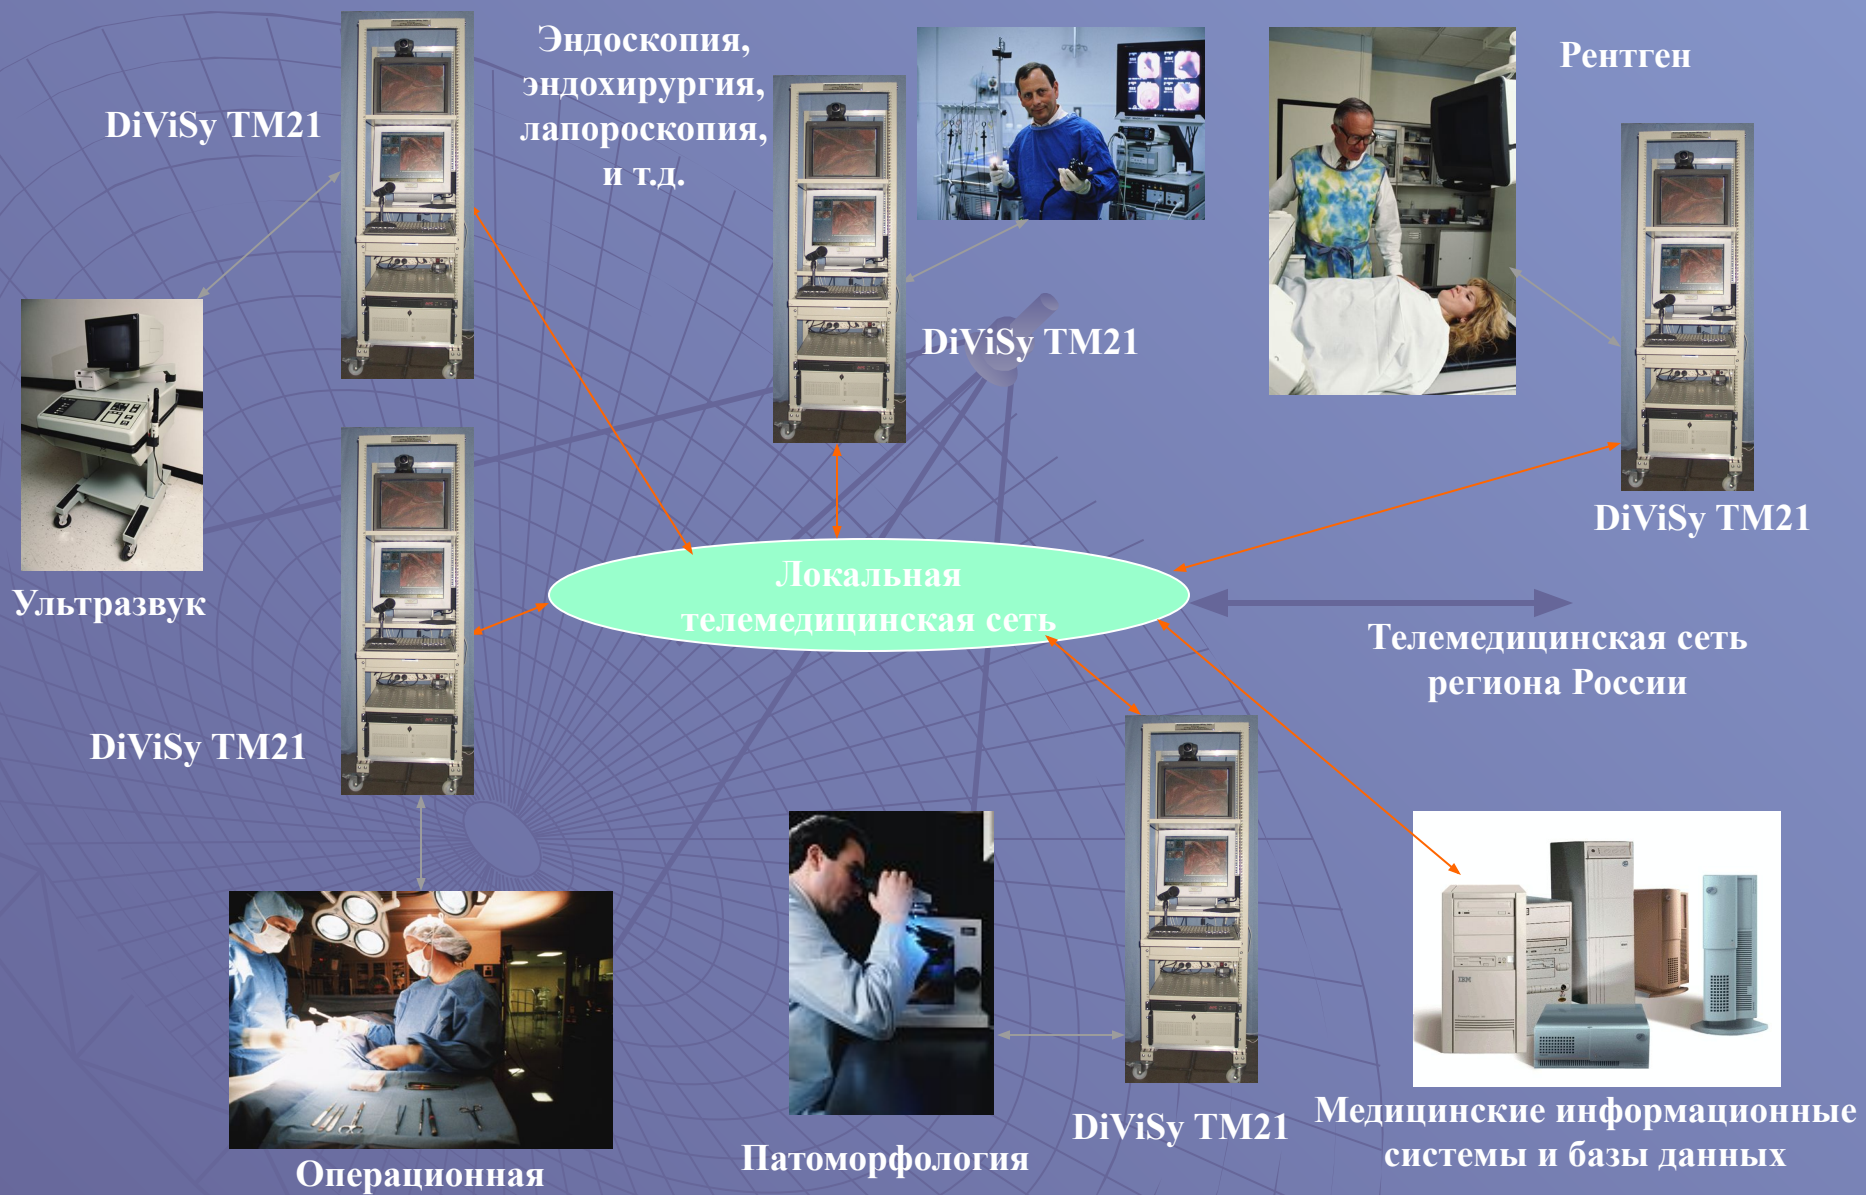 Эндоскопия,
эндохирургия,
лапороскопия,
и т.д.
Рентген
DiViSy TM21
DiViSy TM21
DiViSy TM21
Ультразвук
Локальная
телемедицинская сеть
Телемедицинская сеть
региона России
DiViSy TM21
IBM
DiViSy TM21
Медицинские информационные
системы и базы данных
Патоморфология
Операционная